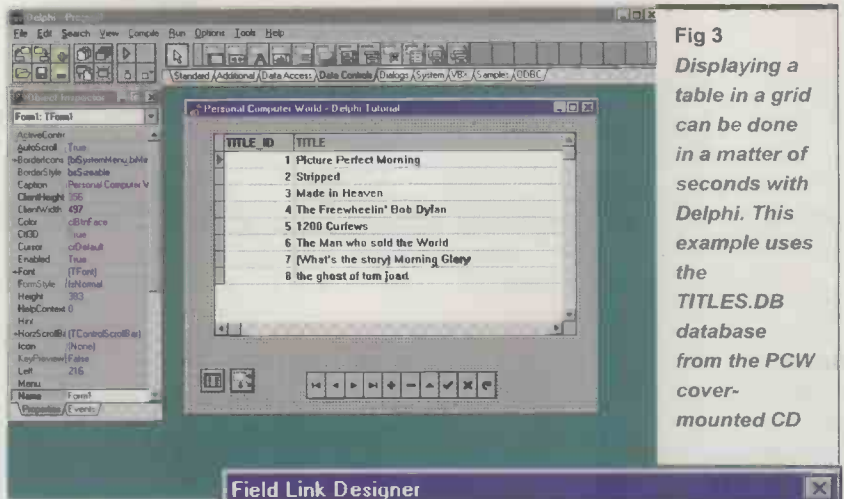 Delphi - Project1
File Edit Search View Compile Run Options Tools Help
Standard Additional Data Access Data Controls Dialogs System VBX Samples ODBC
Object Inspector
Form1: TForm1
ActiveContr
AutoScroll True
+BorderIcons [biSystemMenu,biMin
BorderStyle bsSizeable
Caption Personal Computer W
ClientHeight 356
ClientWidth 497
Color clBtnFace
Ctl3D True
Cursor crDefault
Enabled True
+Font (TFont)
FormStyle fsNormal
Height 383
HelpContext 0
Hint
+HorzScrollBa (TControlScrollBar)
Icon (None)
KeyPreview False
Left 216
Menu
Name Form1
Properties Events
Personal Computer World - Delphi Tutorial
TITLE_ID TITLE
1 Picture Perfect Morning
2 Stripped
3 Made in Heaven
4 The Freewheelin' Bob Dylan
5 1200 Curfews
6 The Man who sold the World
7 (What's the story) Morning Glory
8 the ghost of tom joad
Fig 3
Displaying a
table in a grid
can be done
in a matter of
seconds with
Delphi. This
example uses
the
TITLES.DB
database
from the PCW
cover-
mounted CD
Field Link Designer